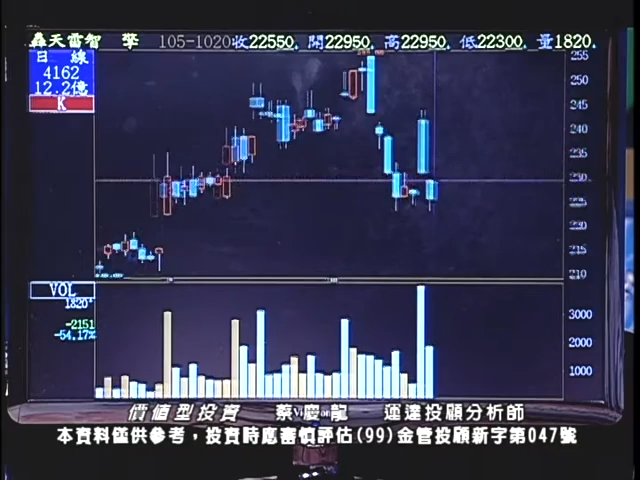 轟天雷智 擎 105-1020收22550. 開22950. 高22950. 低22300. 量1820.
日 線
4162
12.2億
K
255
250
245
240
235
230
225
220
215
210
VOL
1820
-2151
-54.17%
3000
2000
1000
價值型投資 蔡慶龍 運達投顧分析師
本資料僅供參考，投資時應審慎評估(99)金管投顧新字第047號